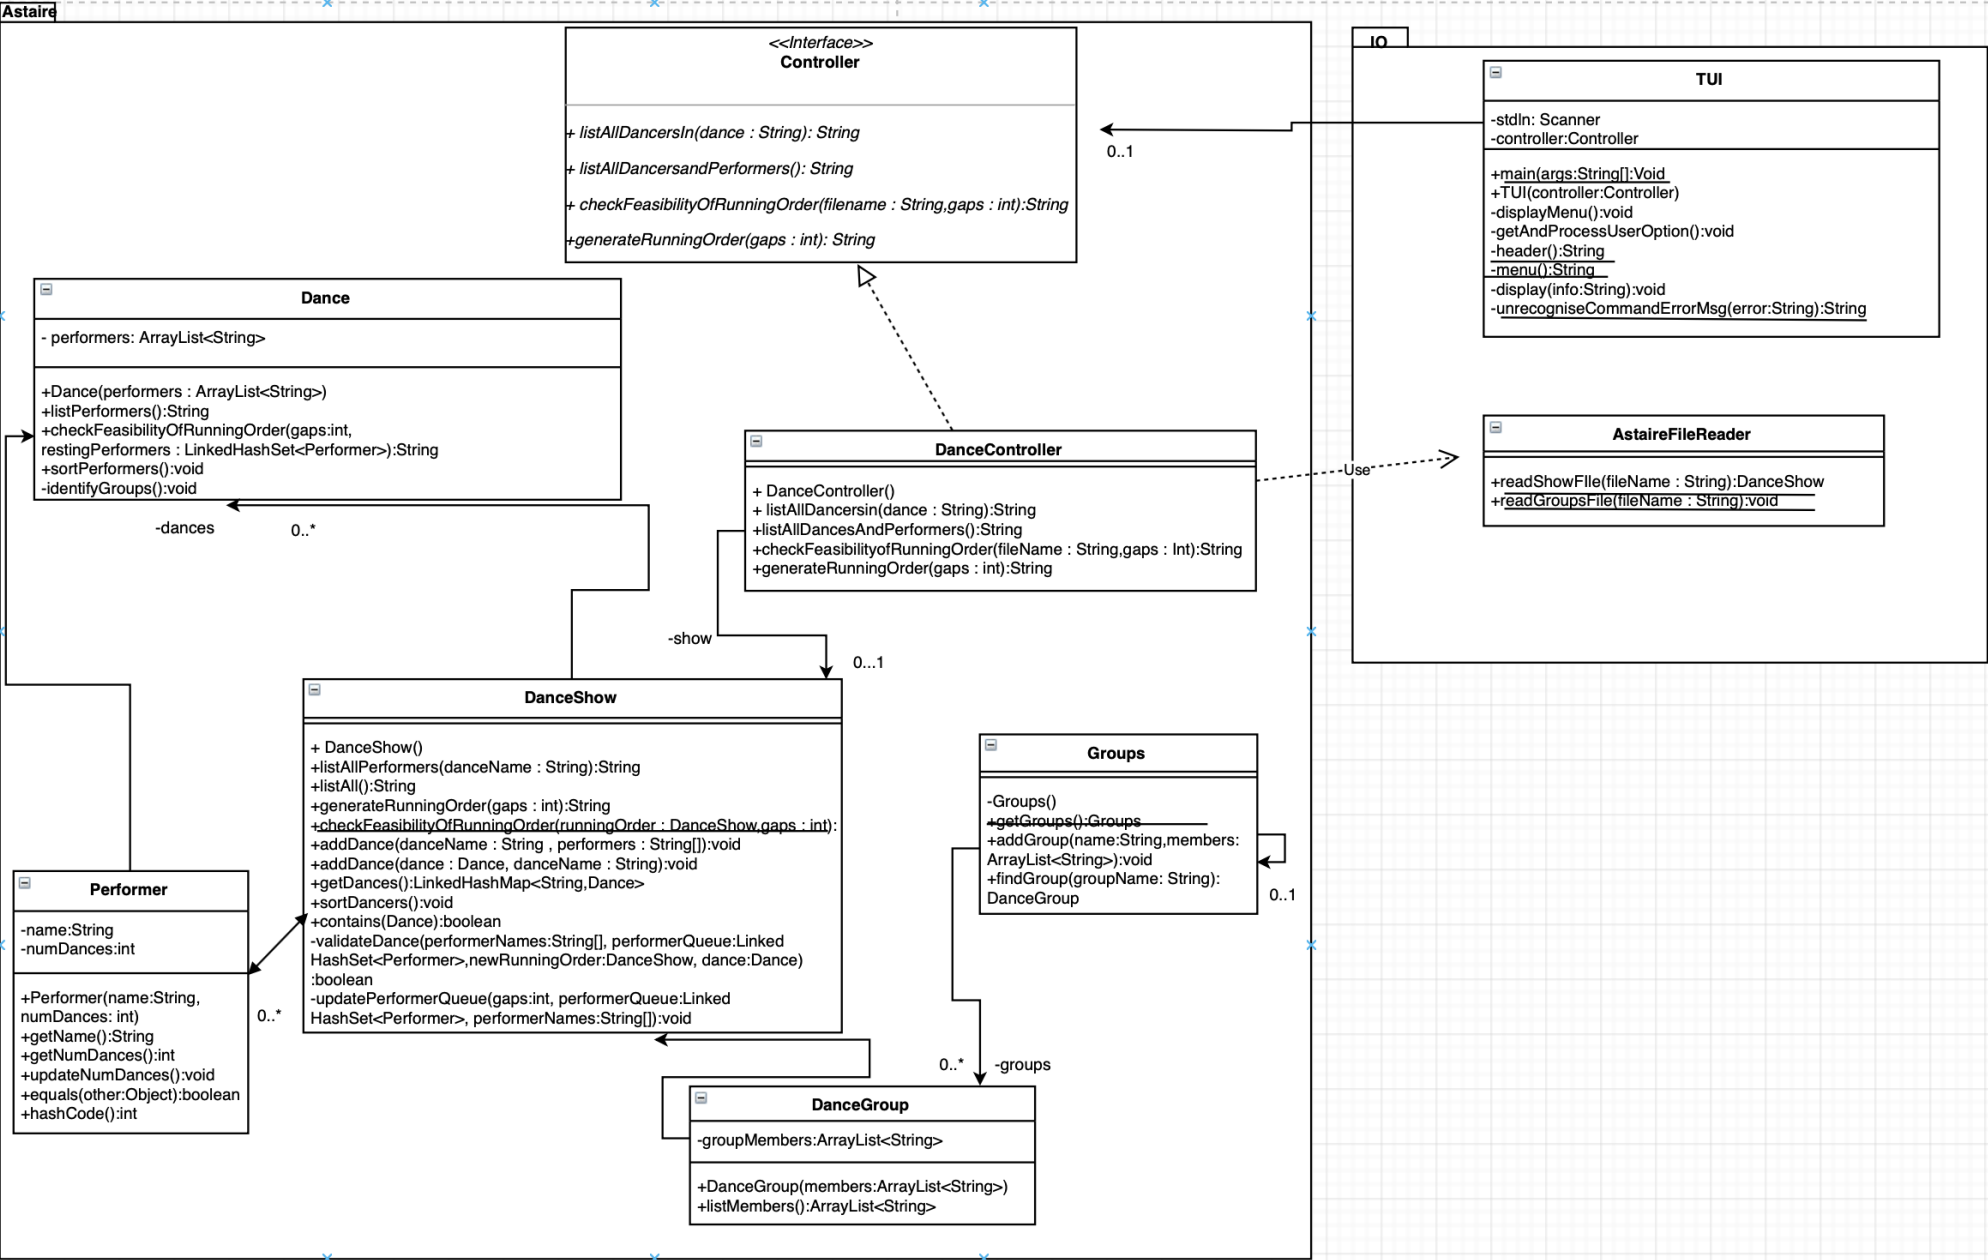 Astaire
<<Interface>>
Controller
+ listAllDancersIn(dance : String): String
+ listAllDancersandPerformers(): String
+ checkFeasibilityOfRunningOrder(filename : String,gaps : int):String
+generateRunningOrder(gaps : int): String
0..1
IO
TUI
-stdIn: Scanner
-controller:Controller
+main(args:String[]:Void
+TUI(controller:Controller)
-displayMenu():void
-getAndProcessUserOption():void
-header():String
-menu():String
-display(info:String):void
-unrecogniseCommandErrorMsg(error:String):String
Dance
- performers: ArrayList<String>
+Dance(performers : ArrayList<String>)
+listPerformers():String
+checkFeasibilityOfRunningOrder(gaps:int,
restingPerformers : LinkedHashSet<Performer>):String
+sortPerformers():void
-identifyGroups():void
-dances
0..*
DanceController
+ DanceController()
+ listAllDancersin(dance : String):String
+listAllDancesAndPerformers():String
+checkFeasibilityofRunningOrder(fileName : String,gaps : Int):String
+generateRunningOrder(gaps : int):String
Use
AstaireFileReader
+readShowFIle(fileName : String):DanceShow
+readGroupsFile(fileName : String):void
-show
0...1
DanceShow
+ DanceShow()
+listAllPerformers(danceName : String):String
+listAll():String
+generateRunningOrder(gaps : int):String
+checkFeasibilityOfRunningOrder(runningOrder : DanceShow,gaps : int):
+addDance(danceName : String , performers : String[]):void
+addDance(dance : Dance, danceName : String):void
+getDances():LinkedHashMap<String,Dance>
+sortDancers():void
+contains(Dance):boolean
-validateDance(performerNames:String[], performerQueue:Linked
HashSet<Performer>,newRunningOrder:DanceShow, dance:Dance)
:boolean
-updatePerformerQueue(gaps:int, performerQueue:Linked
HashSet<Performer>, performerNames:String[]):void
Groups
-Groups()
+getGroups():Groups
+addGroup(name:String,members:
ArrayList<String>):void
+findGroup(groupName: String):
DanceGroup
0..1
Performer
-name:String
-numDances:int
+Performer(name:String,
numDances: int)
+getName():String
+getNumDances():int
+updateNumDances():void
+equals(other:Object):boolean
+hashCode():int
0..*
0..*
-groups
DanceGroup
-groupMembers:ArrayList<String>
+DanceGroup(members:ArrayList<String>)
+listMembers():ArrayList<String>